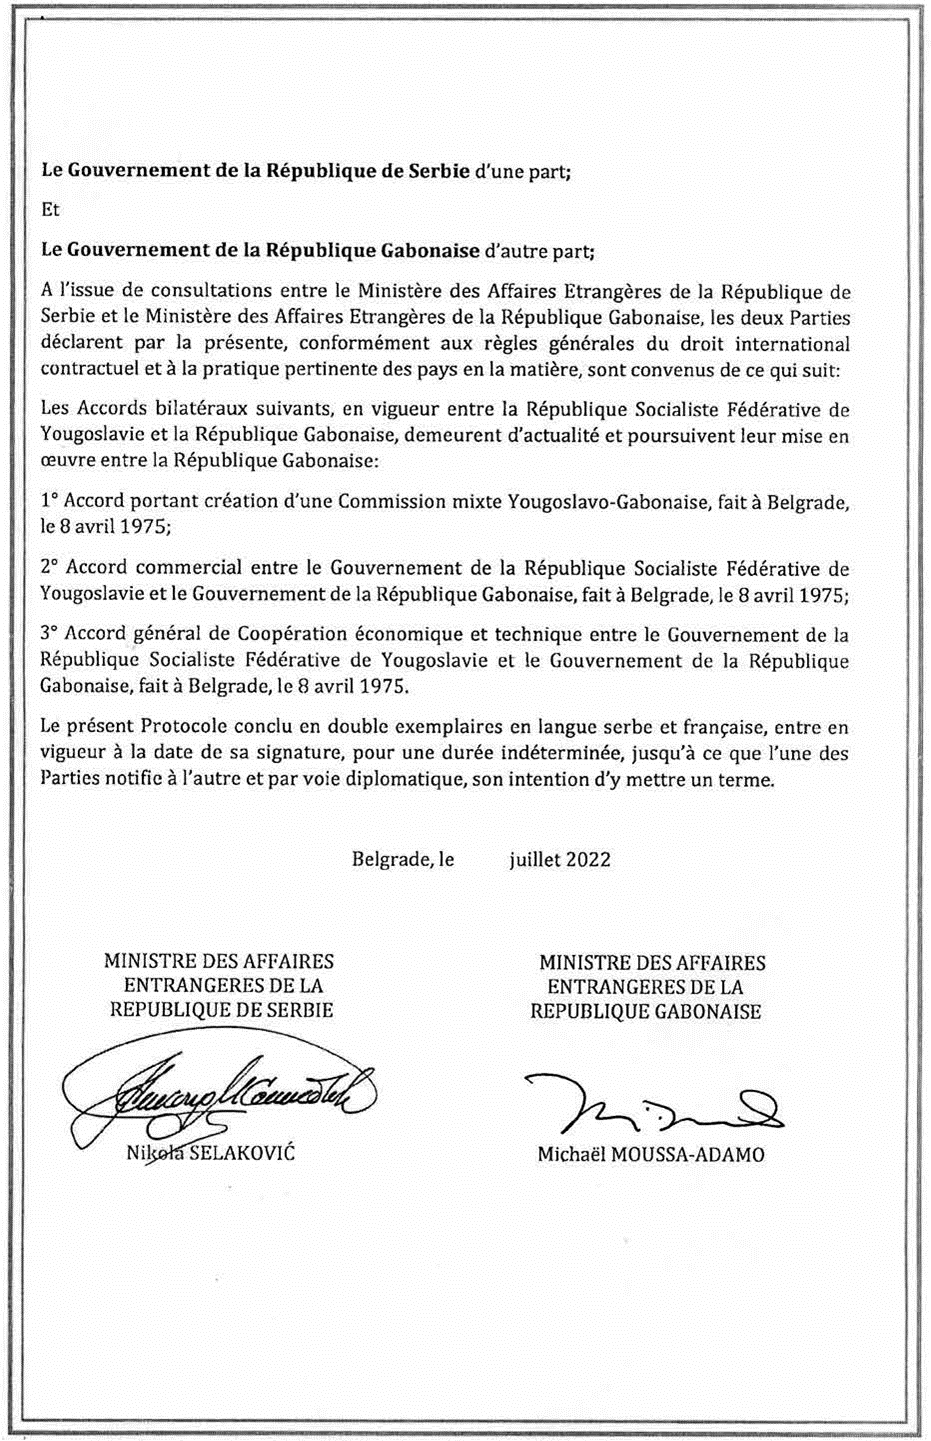 Le Gouvernement de la République de Serbie d'une part;
Et
Le Gouvernement de la République Gabonaise d'autre part;
A l'issue de consultations entre le Ministère des Affaires Etrangères de la République de
Serbie et le Ministère des Affaires Etrangères de la République Gabonaise, les deux Parties
déclarent par la présente, conformément aux règles générales du droit international
contractuel et à la pratique pertinente des pays en la matière, sont convenus de ce qui suit:
Les Accords bilatéraux suivants, en vigueur entre la République Socialiste Fédérative de
Yougoslavie et la République Gabonaise, demeurent d'actualité et poursuivent leur mise en
œuvre entre la République Gabonaise:
1° Accord portant création d'une Commission mixte Yougoslavo-Gabonaise, fait à Belgrade,
le 8 avril 1975;
2° Accord commercial entre le Gouvernement de la République Socialiste Fédérative de
Yougoslavie et le Gouvernement de la République Gabonaise, fait à Belgrade, le 8 avril 1975;
3° Accord général de Coopération économique et technique entre le Gouvernement de la
République Socialiste Fédérative de Yougoslavie et le Gouvernement de la République
Gabonaise, fait à Belgrade, le 8 avril 1975.
Le présent Protocole conclu en double exemplaires en langue serbe et française, entre en
vigueur à la date de sa signature, pour une durée indéterminée, jusqu'à ce que l'une des
Parties notifie à l'autre et par voie diplomatique, son intention d'y mettre un terme.
Belgrade, le juillet 2022
MINISTRE DES AFFAIRES
ENTRANGERES DE LA
REPUBLIQUE DE SERBIE
Nikola SELAKOVIĆ
MINISTRE DES AFFAIRES
ENTRANGERES DE LA
REPUBLIQUE GABONAISE
Michaël MOUSSA-ADAMO